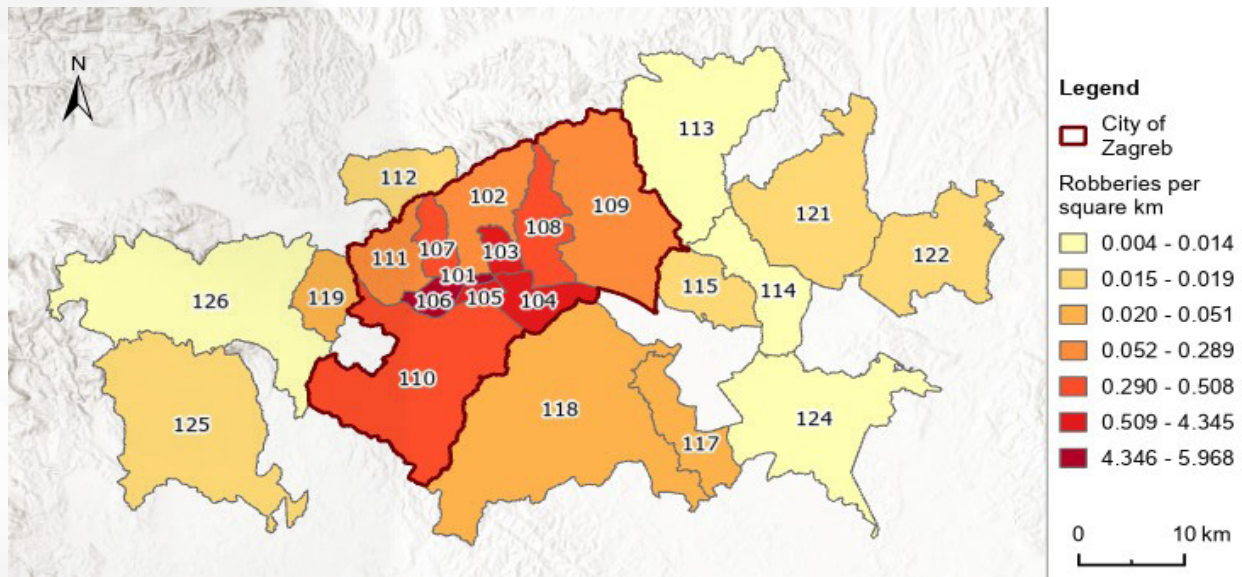 N
113
112
102
109
121
108
107
103
111
122
101
126
119
115
114
106
105
104
110
118
125
117
124
Legend
City of
Zagreb
Robberies per
square km
0.004 - 0.014
0.015 - 0.019
0.020 - 0.051
0.052 - 0.289
0.290 - 0.508
0.509 - 4.345
4.346 - 5.968
0 10 km